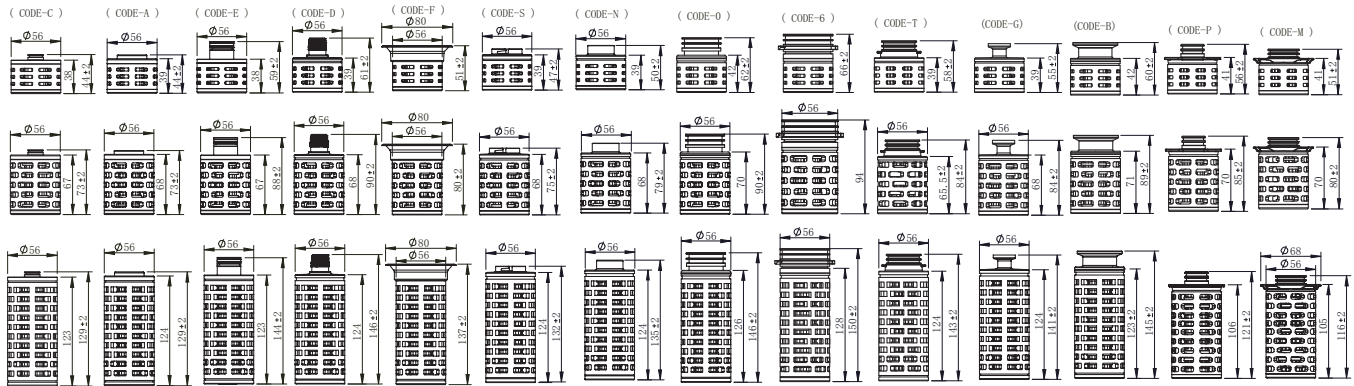 ( CODE-C ) ( CODE-A ) ( CODE-E ) ( CODE-D ) ( CODE-F ) ( CODE-S ) ( CODE-N ) ( CODE-O ) ( CODE-6 ) ( CODE-T ) (CODE-G) (CODE-B) ( CODE-P ) ( CODE-M )
Ø56 Ø56 Ø56 Ø56 Ø80 Ø56 Ø56 Ø56
38 44±2 39 44±2 38 59±2 39 61±2 51±2 39 47±2 39 50±2 42 62±2 66±2 39 58±2 39 55±2 42 60±2 41 56±2 41 51±2
Ø56 Ø56 Ø56 Ø56 Ø80 Ø56 Ø56 Ø56 Ø56 Ø56 Ø56
67 73±2 68 73±2 67 88±2 68 90±2 80±2 68 75±2 68 79±2 70 90±2 94 65.5±2 84±2 68 84±2 71 89±2 70 85±2 70 80±2
Ø56 Ø56 Ø56 Ø56 Ø80 Ø56 Ø56 Ø56 Ø56 Ø56 Ø56 Ø68 Ø56
123 129±2 124 129±2 123 144±2 124 146±2 137±2 124 132±2 124 135±2 126 146±2 128 150±2 124 143±2 124 141±2 123±2 145±2 106 121±2 105 116±2